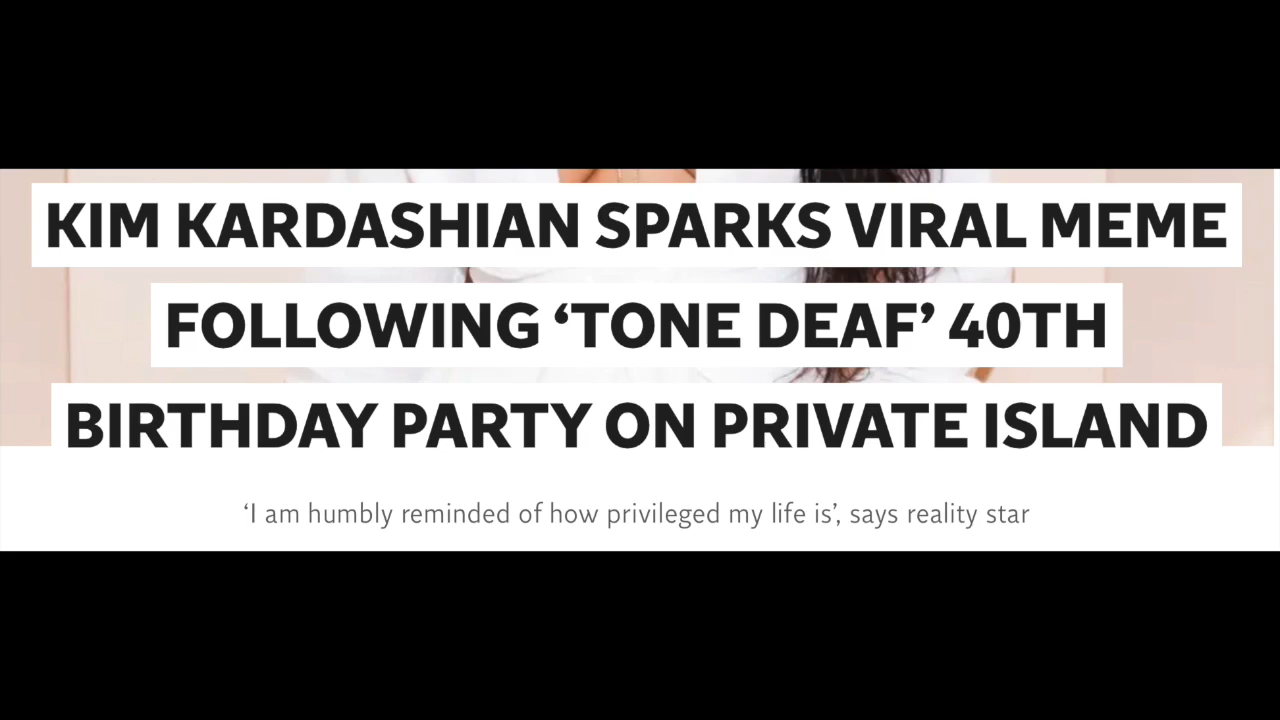 KIM KARDASHIAN SPARKS VIRAL MEME
FOLLOWING ‘TONE DEAF’ 40TH
BIRTHDAY PARTY ON PRIVATE ISLAND
‘I am humbly reminded of how privileged my life is’, says reality star